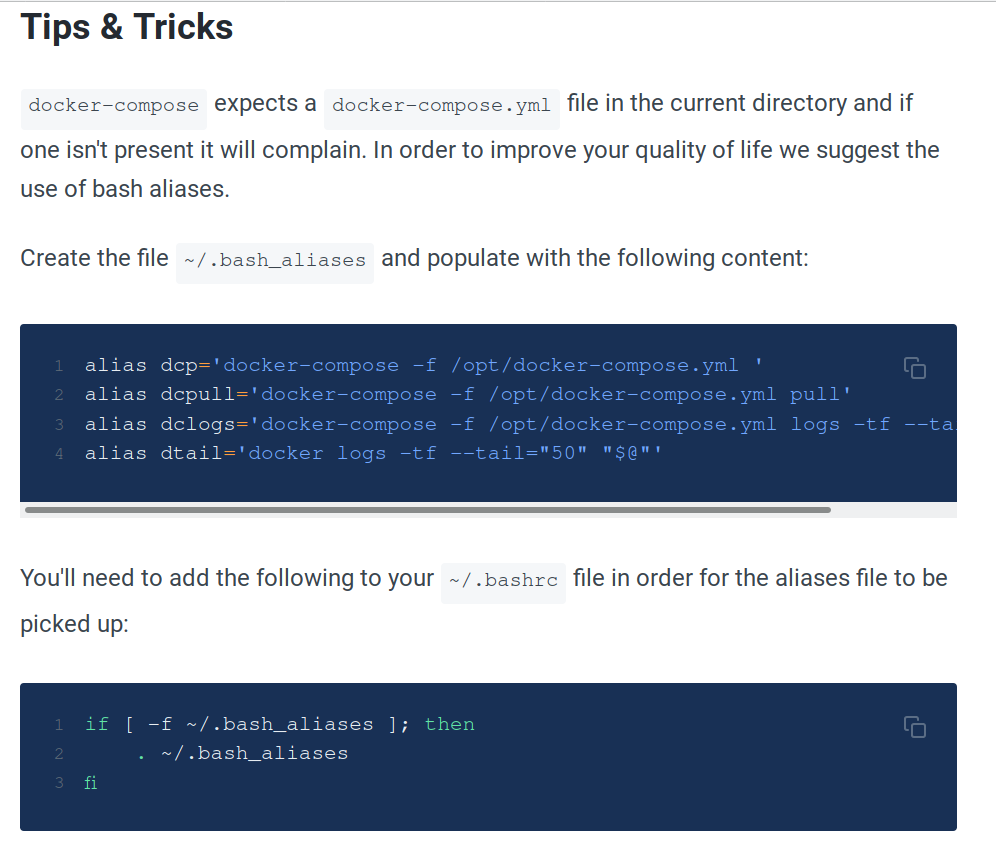 Tips & Tricks
docker-compose expects a docker-compose.yml file in the current directory and if
one isn't present it will complain. In order to improve your quality of life we suggest the
use of bash aliases.
Create the file ~/.bash_aliases and populate with the following content:
1 alias dcp='docker-compose -f /opt/docker-compose.yml '
2 alias dcpull='docker-compose -f /opt/docker-compose.yml pull'
3 alias dclogs='docker-compose -f /opt/docker-compose.yml logs -tf --ta
4 alias dtail='docker logs -tf --tail="50" "$@"'
You'll need to add the following to your ~/.bashrc file in order for the aliases file to be
picked up:
1 if [ -f ~/.bash_aliases ]; then
2 . ~/.bash_aliases
3 fi